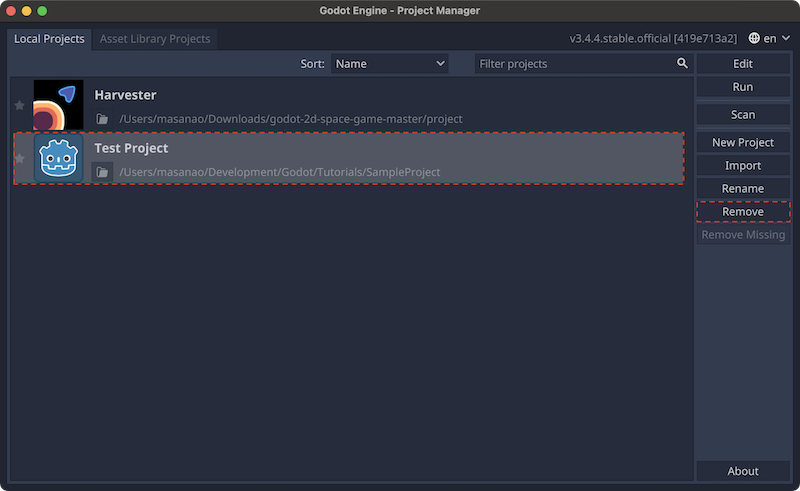 Godot Engine - Project Manager
Local Projects
Asset Library Projects
v3.4.4.stable.official [419e713a2]
en
Sort:
Name
Filter projects
Harvester
/Users/masanao/Downloads/godot-2d-space-game-master/project
Test Project
/Users/masanao/Development/Godot/Tutorials/SampleProject
Edit
Run
Scan
New Project
Import
Rename
Remove
Remove Missing
About